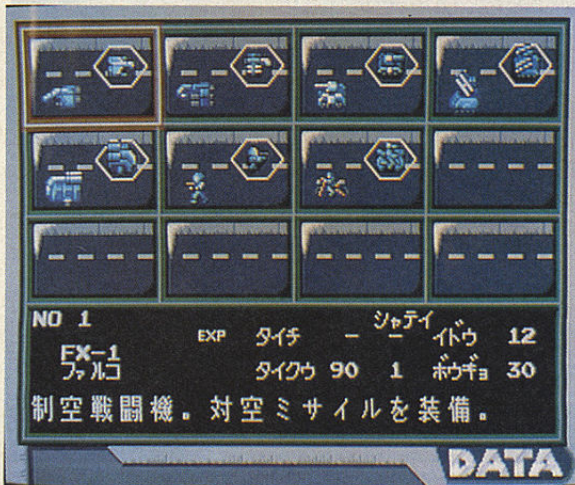 NO 1
シャテイ
EXP タイチ - - イドウ 12
FX-1
ファルコ タイクウ 90 1 ボウギョ 30
制空戦闘機。対空ミサイルを装備。
DATA